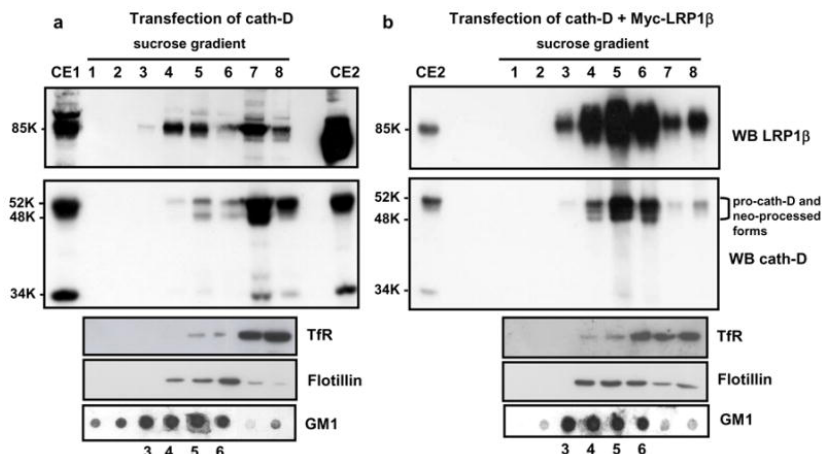 a Transfection of cath-D
sucrose gradient
CE1 1 2 3 4 5 6 7 8 CE2
85K
52K
48K
34K
TfR
Flotillin
GM1
3 4 5 6
b Transfection of cath-D + Myc-LRP1β
sucrose gradient
CE2 1 2 3 4 5 6 7 8
85K
WB LRP1β
52K
48K
pro-cath-D and
neo-processed
forms
WB cath-D
34K
TfR
Flotillin
GM1
3 4 5 6